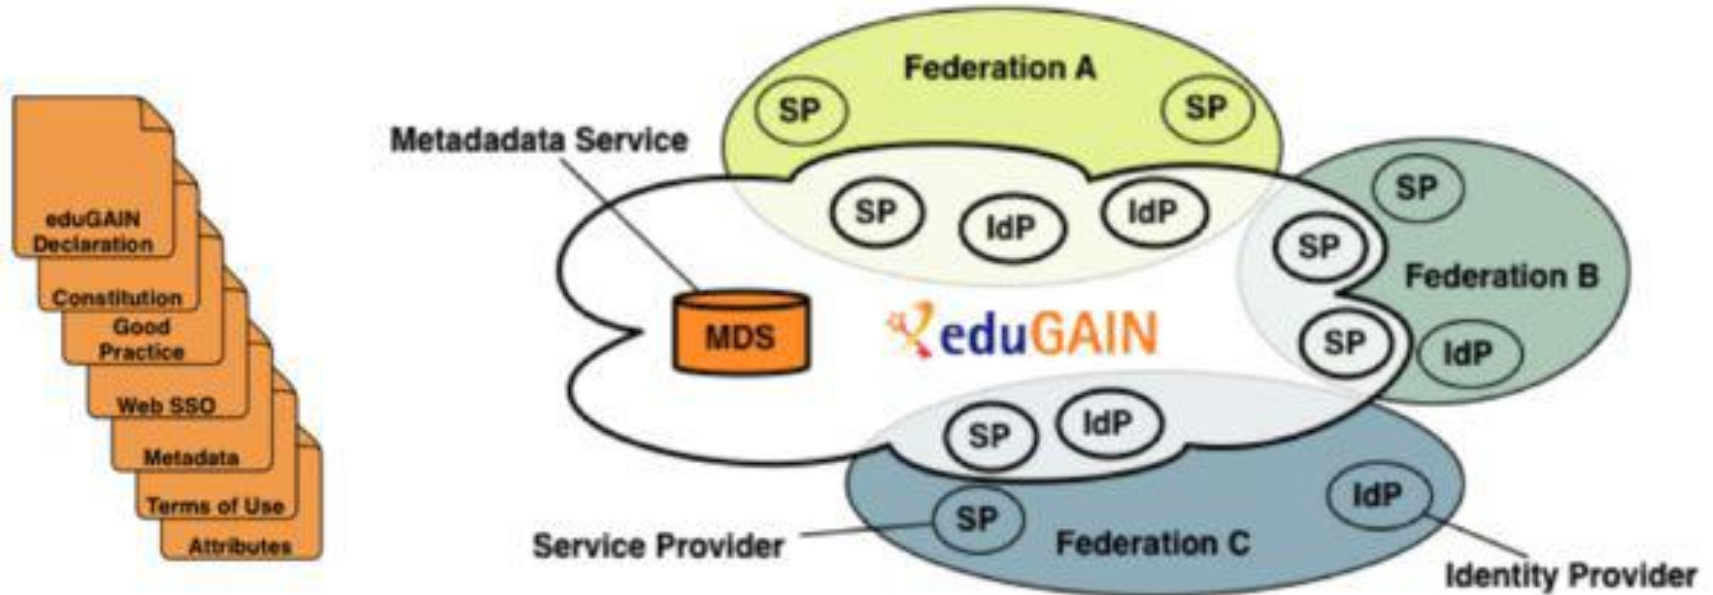 eduGAIN
Declaration
Constitution
Good
Practice
Web SSO
Metadata
Terms of Use
Attributes
Metadadata Service
Federation A
SP
SP
SP
IdP
IdP
SP
SP
Federation B
MDS
eduGAIN
SP
IdP
SP
IdP
SP
IdP
Service Provider
Federation C
Identity Provider